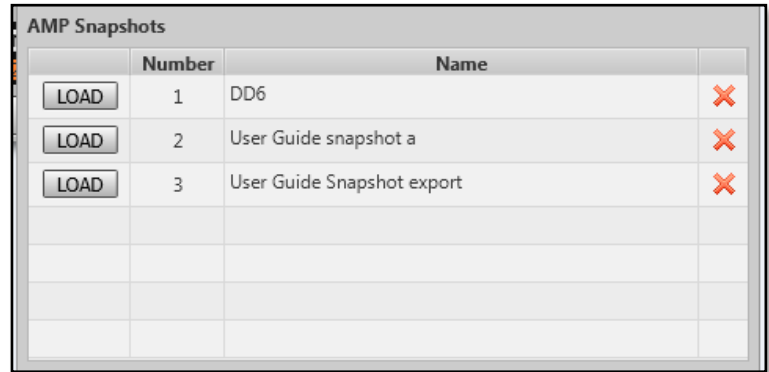 AMP Snapshots
Number Name
LOAD 1 DD6
LOAD 2 User Guide snapshot a
LOAD 3 User Guide Snapshot export